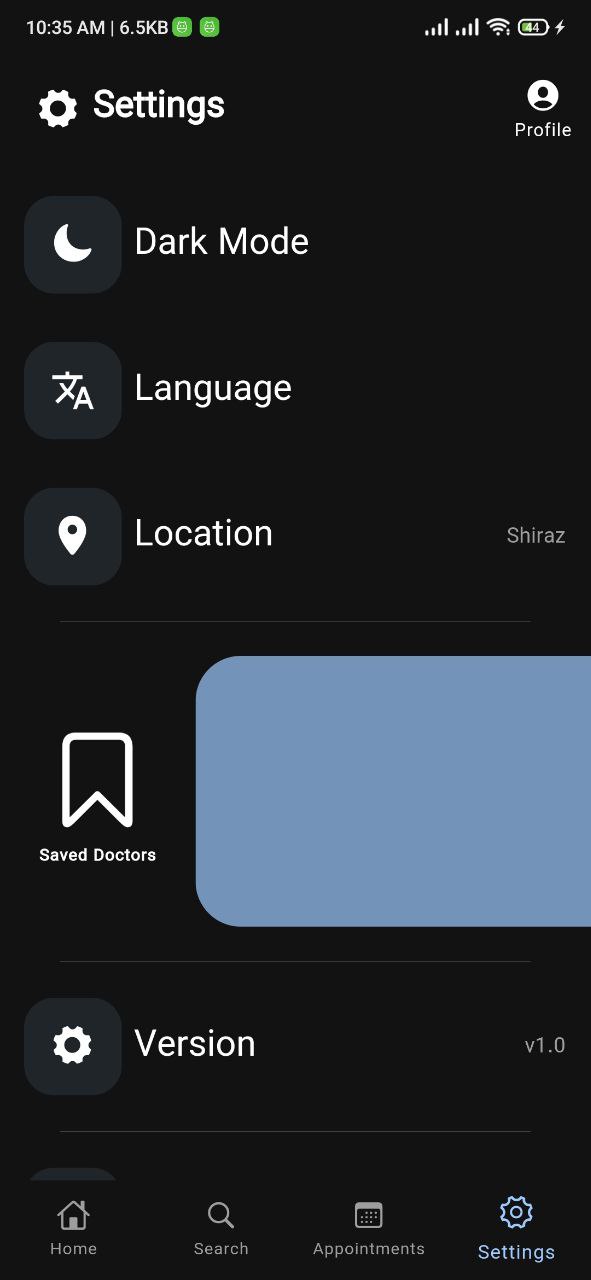 10:35 AM | 6.5KB
44
Settings
Profile
Dark Mode
Language
Location
Shiraz
Saved Doctors
Version
v1.0
Home
Search
Appointments
Settings